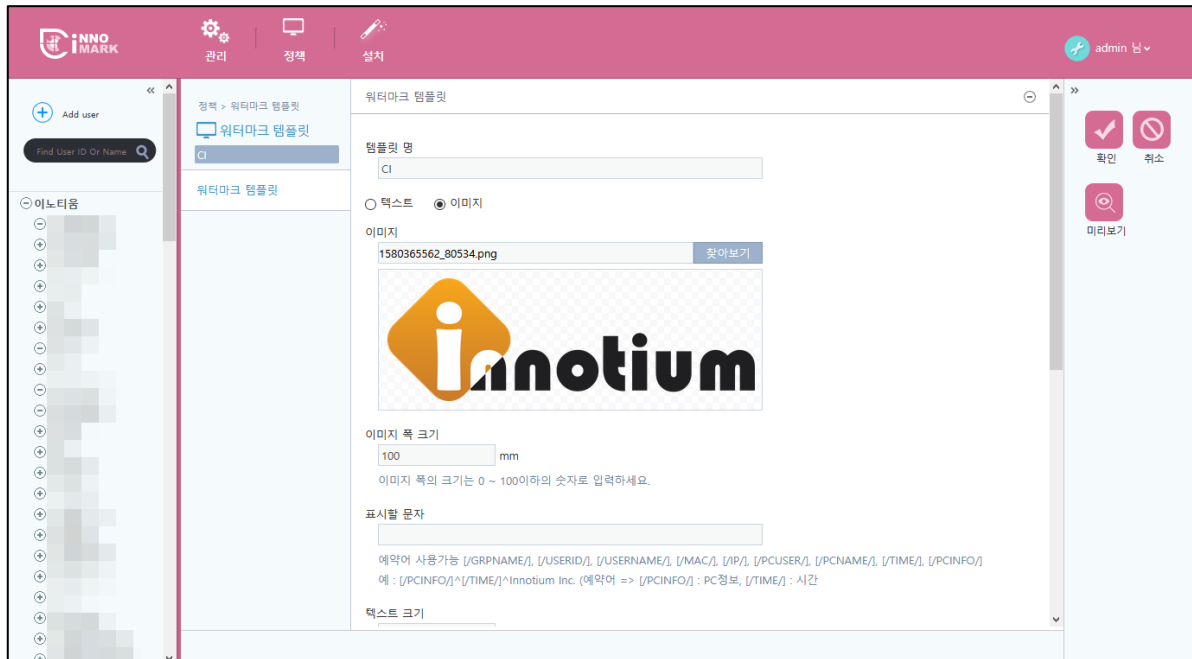 iNNO
MARK
관리
정책
설치
admin 님
«
Add user
Find User ID Or Name
이노티움
정책 > 워터마크 템플릿
워터마크 템플릿
CI
워터마크 템플릿
워터마크 템플릿
템플릿 명
CI
텍스트
이미지
이미지
1580365562_80534.png
찾아보기
innotium
이미지 폭 크기
100
mm
이미지 폭의 크기는 0 ~ 100이하의 숫자로 입력하세요.
표시할 문자
예약어 사용가능 [/GRPNAME/], [/USERID/], [/USERNAME/], [/MAC/], [/IP/], [/PCUSER/], [/PCNAME/], [/TIME/], [/PCINFO/]
예 : [/PCINFO/]^[/TIME/]^Innotium Inc. (예약어 => [/PCINFO/] : PC정보, [/TIME/] : 시간
텍스트 크기
»
확인
취소
미리보기